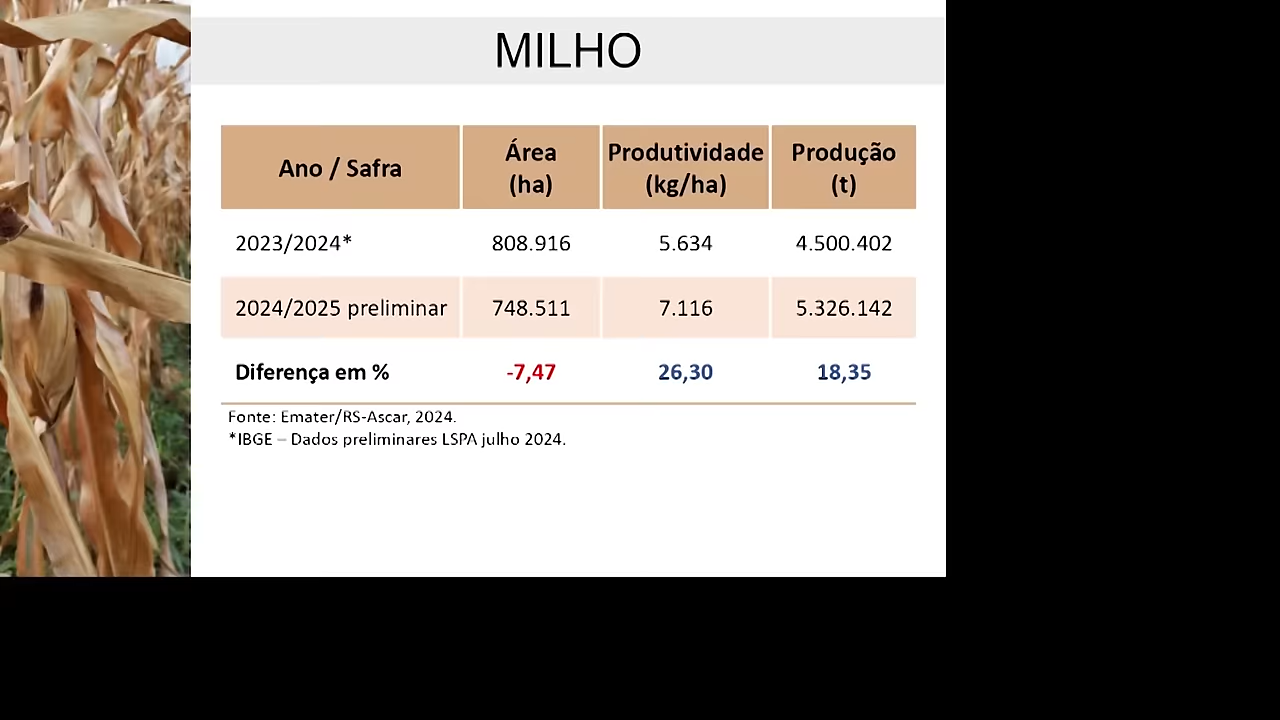 MILHO
Ano / Safra
Área
(ha)
Produtividade
(kg/ha)
Produção
(t)
2023/2024* 808.916 5.634 4.500.402
2024/2025 preliminar 748.511 7.116 5.326.142
Diferença em % -7,47 26,30 18,35
Fonte: Emater/RS-Ascar, 2024.
*IBGE – Dados preliminares LSPA julho 2024.